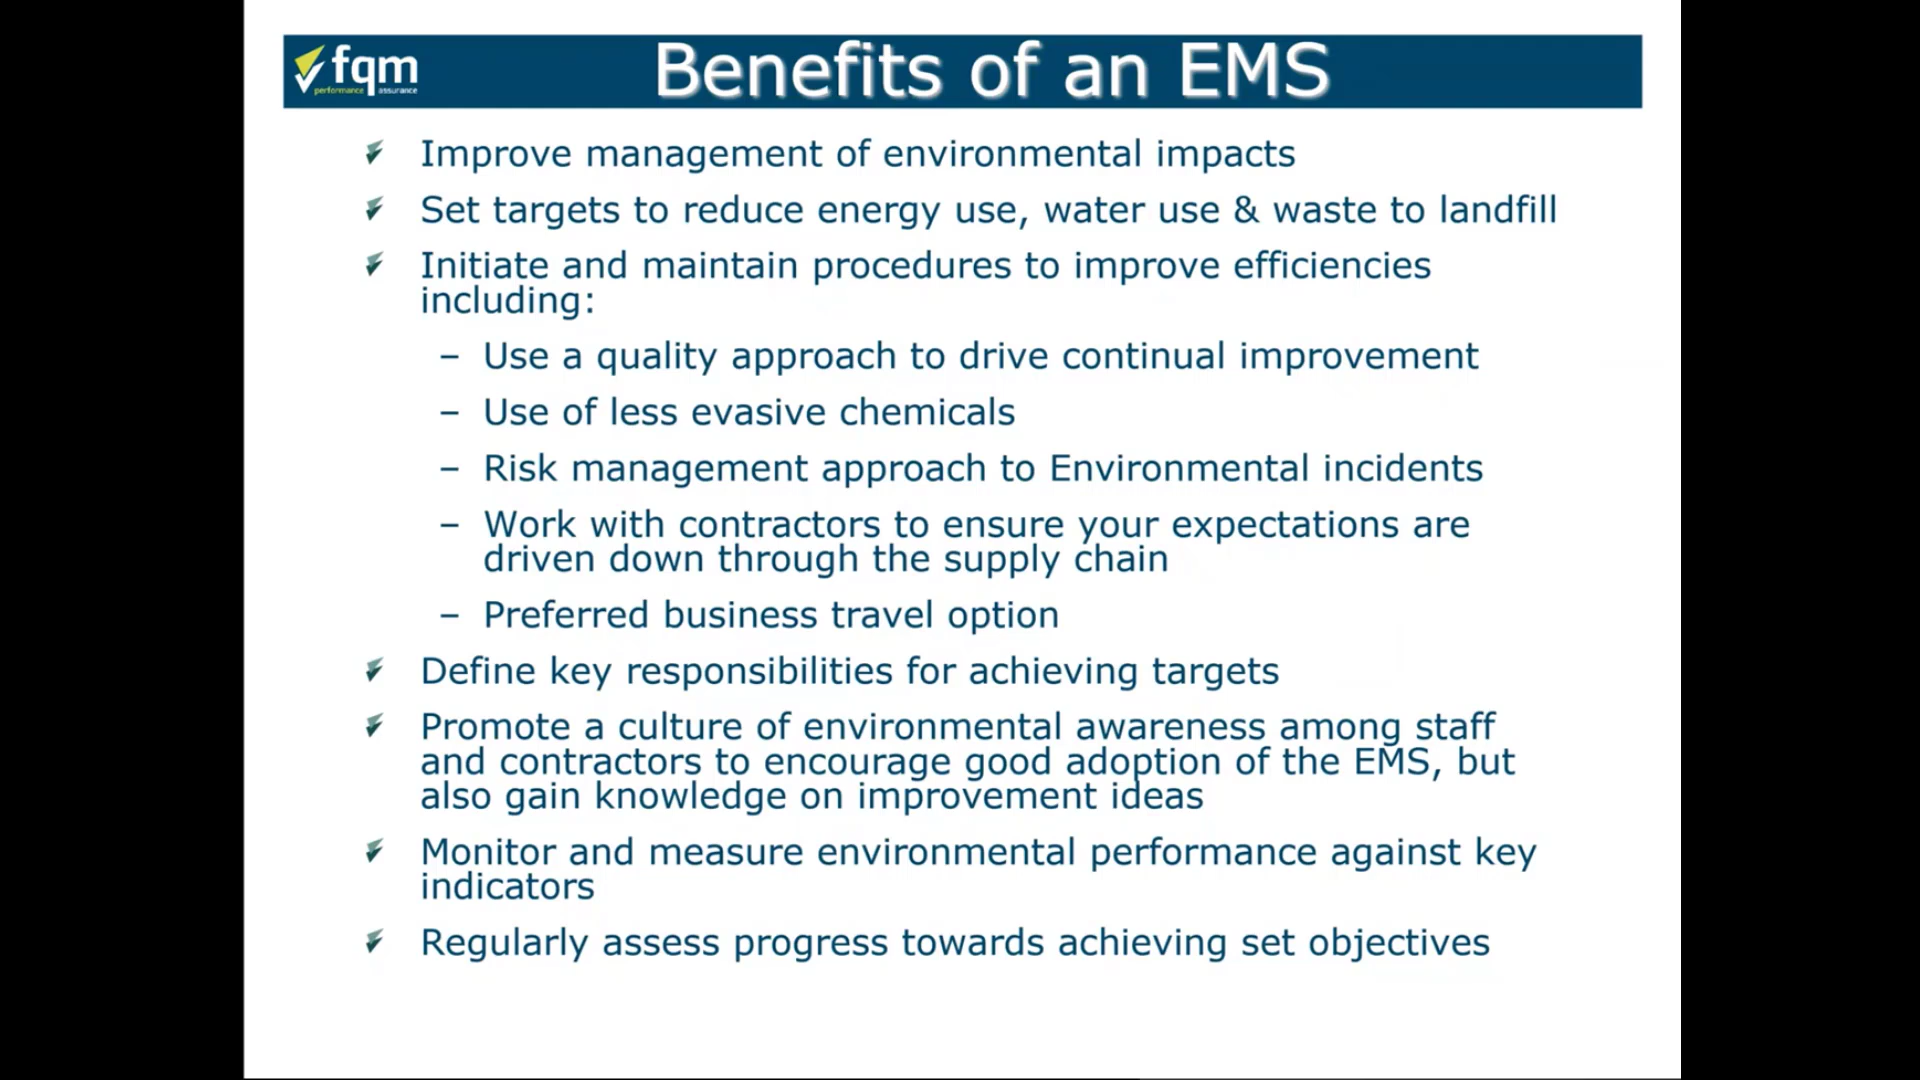 fqm
performance assurance
Benefits of an EMS
Improve management of environmental impacts
Set targets to reduce energy use, water use & waste to landfill
Initiate and maintain procedures to improve efficiencies
including:
– Use a quality approach to drive continual improvement
– Use of less evasive chemicals
– Risk management approach to Environmental incidents
– Work with contractors to ensure your expectations are
driven down through the supply chain
– Preferred business travel option
Define key responsibilities for achieving targets
Promote a culture of environmental awareness among staff
and contractors to encourage good adoption of the EMS, but
also gain knowledge on improvement ideas
Monitor and measure environmental performance against key
indicators
Regularly assess progress towards achieving set objectives